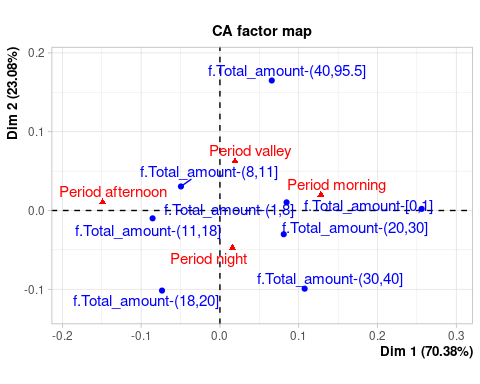 CA factor map
Dim 2 (23.08%)
0.2
0.1
0.0
-0.1
f.Total_amount-(40,95.5]
Period valley
f.Total_amount-(8,11]
Period afternoon
Period morning
f.Total_amount-(1,8]
f.Total_amount-[0,1]
f.Total_amount-(11,18]
f.Total_amount-(20,30]
Period night
f.Total_amount-(30,40]
f.Total_amount-(18,20]
-0.2
-0.1
0.0
0.1
0.2
0.3
Dim 1 (70.38%)